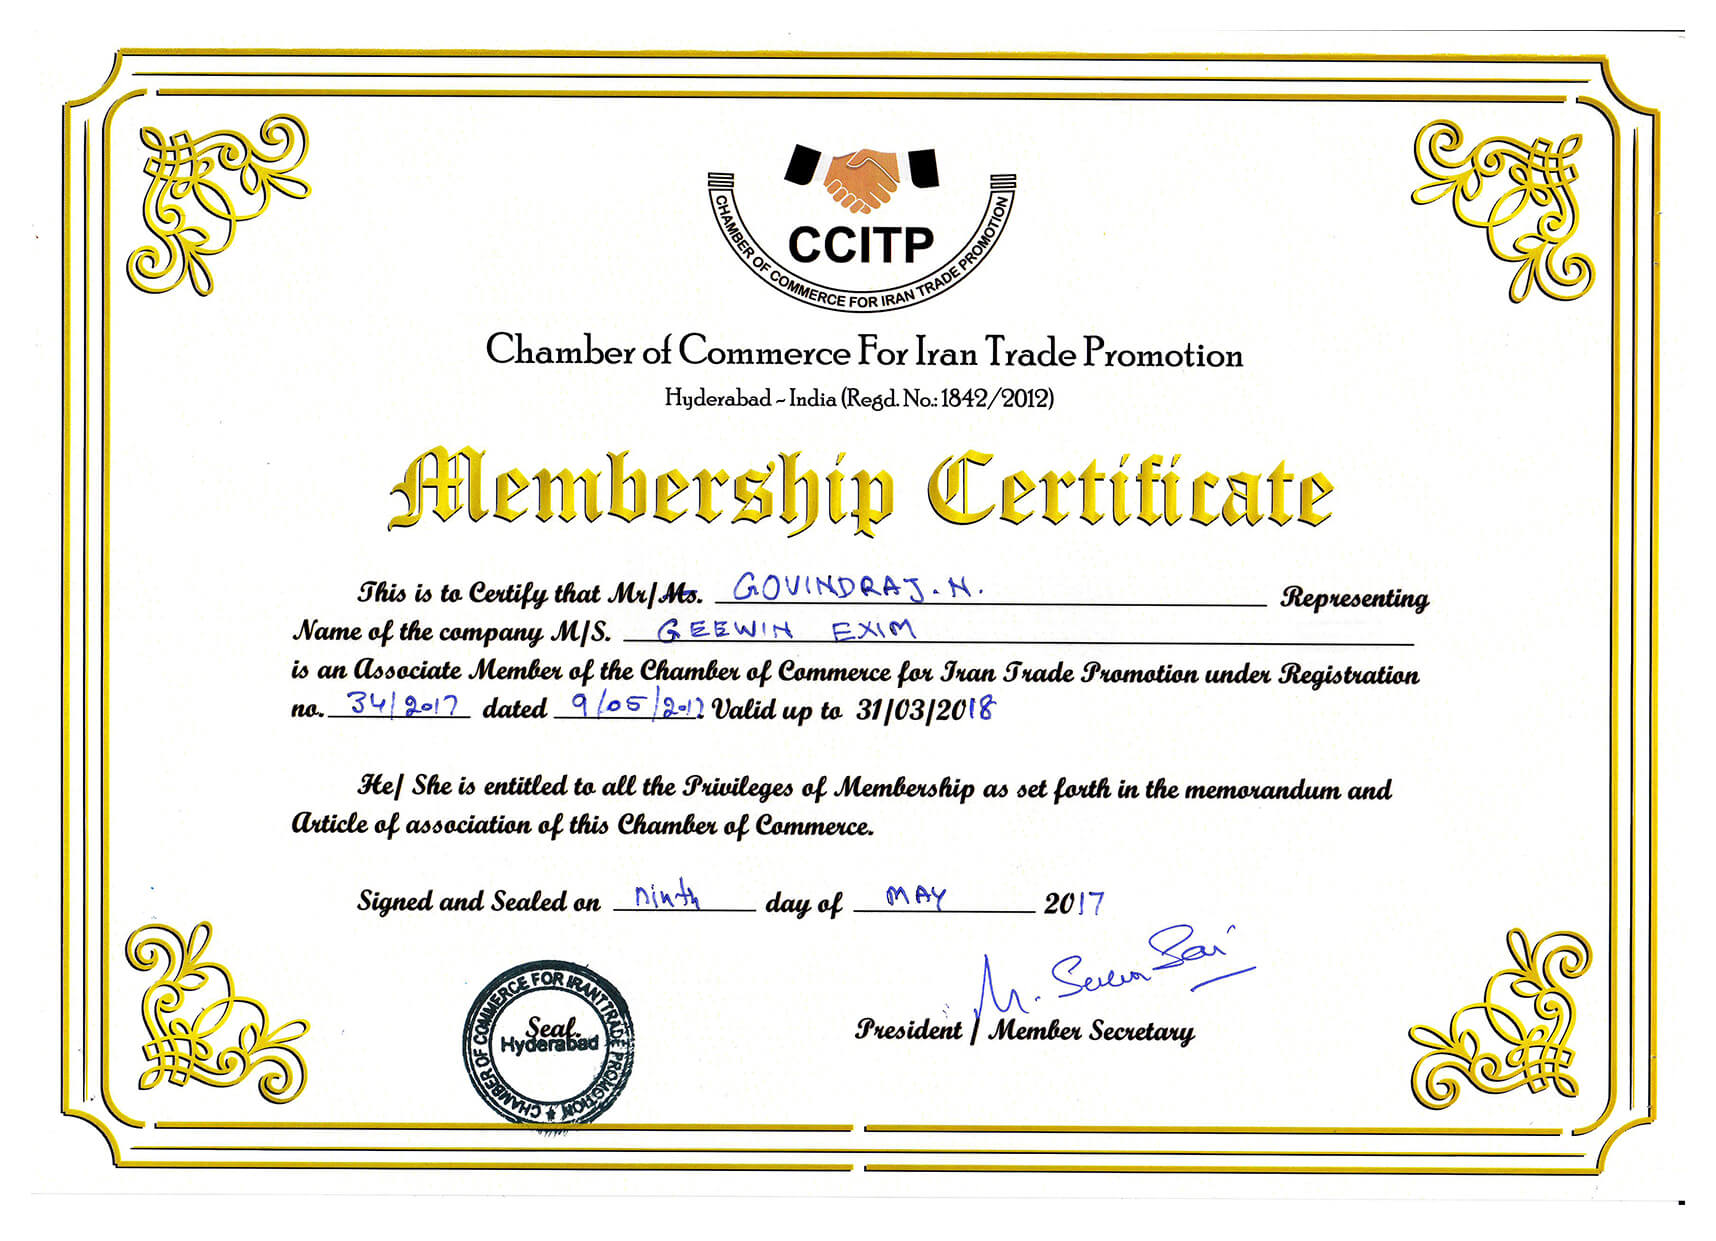 CCITP
CHAMBER OF COMMERCE FOR IRAN TRADE PROMOTION
Chamber of Commerce For Iran Trade Promotion
Hyderabad - India (Regd. No.: 1842/2012)
Membership Certificate
This is to Certify that Mr/Ms. GOVINDRAJ. N. Representing
Name of the company M/S. GEEWIN EXIM
is an Associate Member of the Chamber of Commerce for Iran Trade Promotion under Registration
no. 34/2017 dated 9/05/2017 Valid up to 31/03/2018
He/ She is entitled to all the Privileges of Membership as set forth in the memorandum and
Article of association of this Chamber of Commerce.
Signed and Sealed on Ninth day of MAY 2017
CHAMBER OF COMMERCE FOR IRAN TRADE PROMOTION *
Seal.
Hyderabad
M.
President / Member Secretary